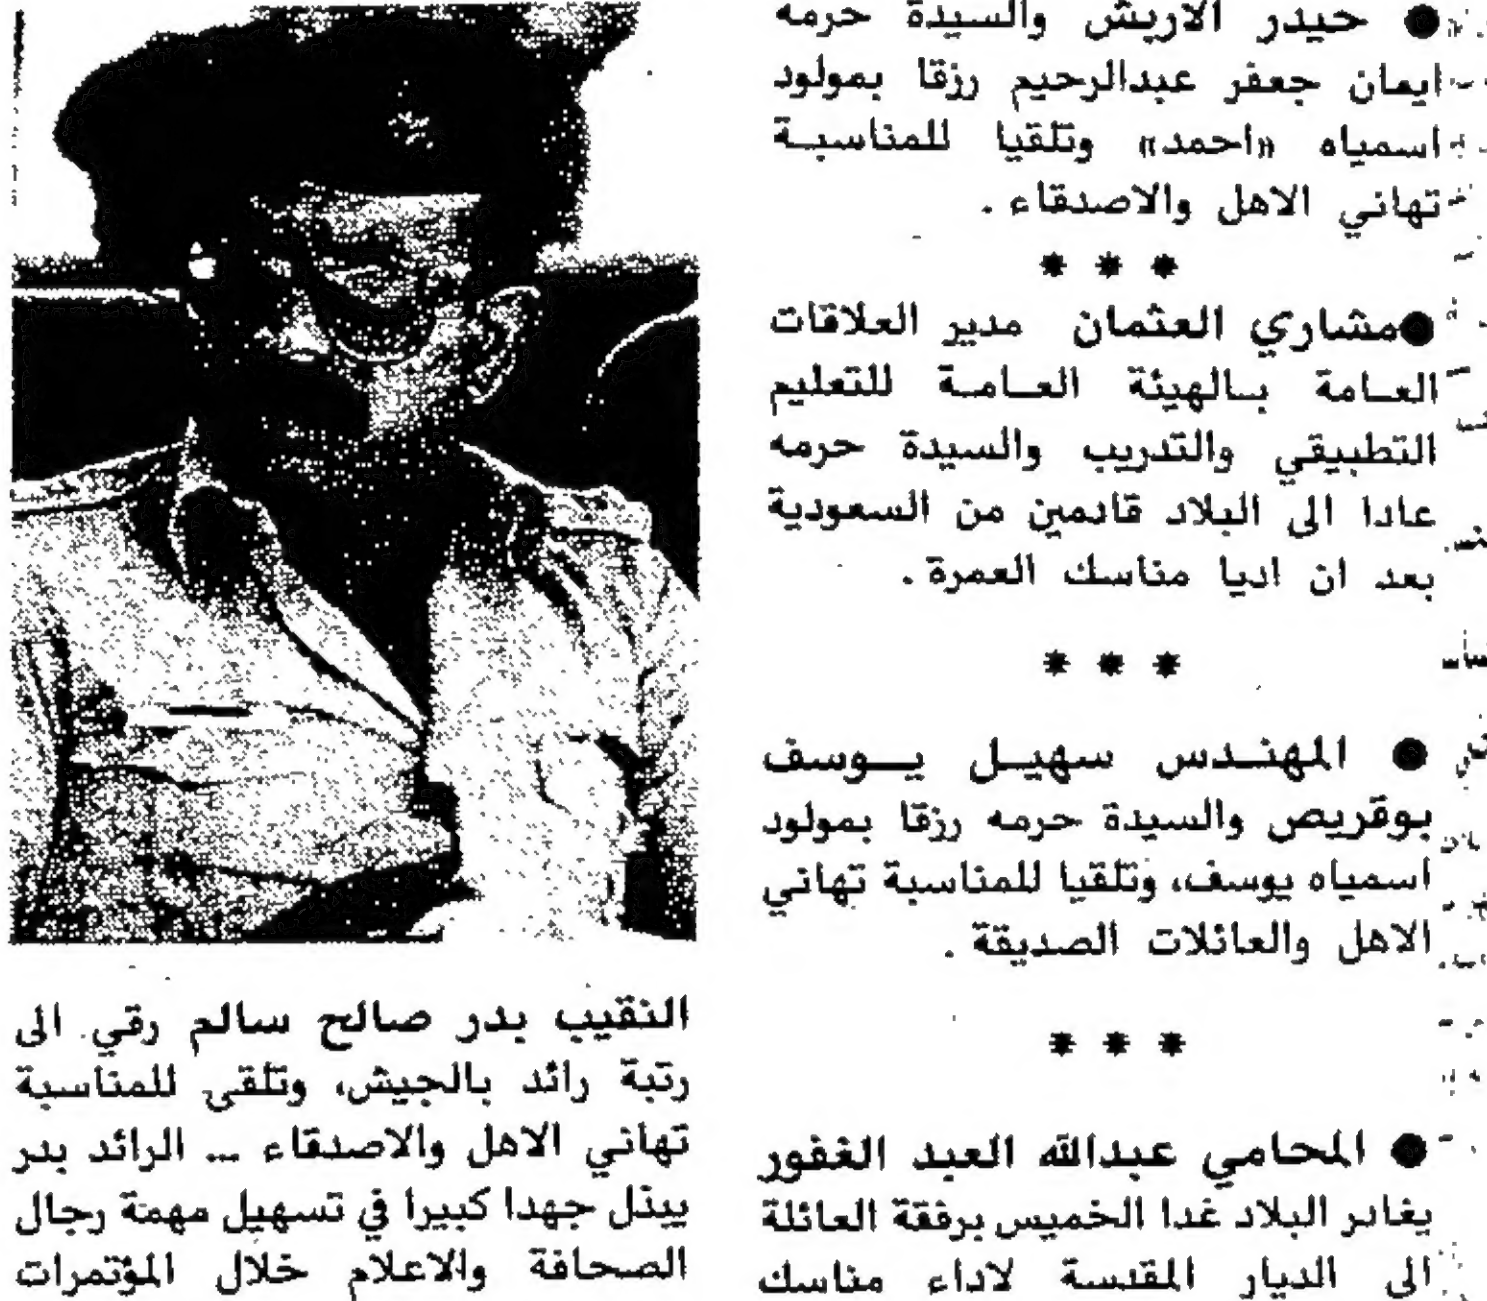 ● حيدر الاريش والسيدة حرمه
ايمان جعفر عبدالرحيم رزقا بمولود
اسمياه «احمد» وتلقيا للمناسبة
تهاني الاهل والاصدقاء .
* * *
● مشاري العثمان مدير العلاقات
العامة بالهيئة العامة للتعليم
التطبيقي والتدريب والسيدة حرمه
عادا الى البلاد قادمين من السعودية
بعد ان اديا مناسك العمرة .
* * *
● المهندس سهيل يوسف
بوقريص والسيدة حرمه رزقا بمولود
اسمياه يوسف، وتلقيا للمناسبة تهاني
الاهل والعائلات الصديقة .
* * *
● المحامي عبدالله العبد الغفور
يغادر البلاد غدا الخميس برفقة العائلة
الى الديار المقدسة لاداء مناسك
النقيب بدر صالح سالم رقي الى
رتبة رائد بالجيش، وتلقى للمناسبة
تهاني الاهل والاصدقاء ... الرائد بدر
يبذل جهدا كبيرا في تسهيل مهمة رجال
الصحافة والاعلام خلال المؤتمرات